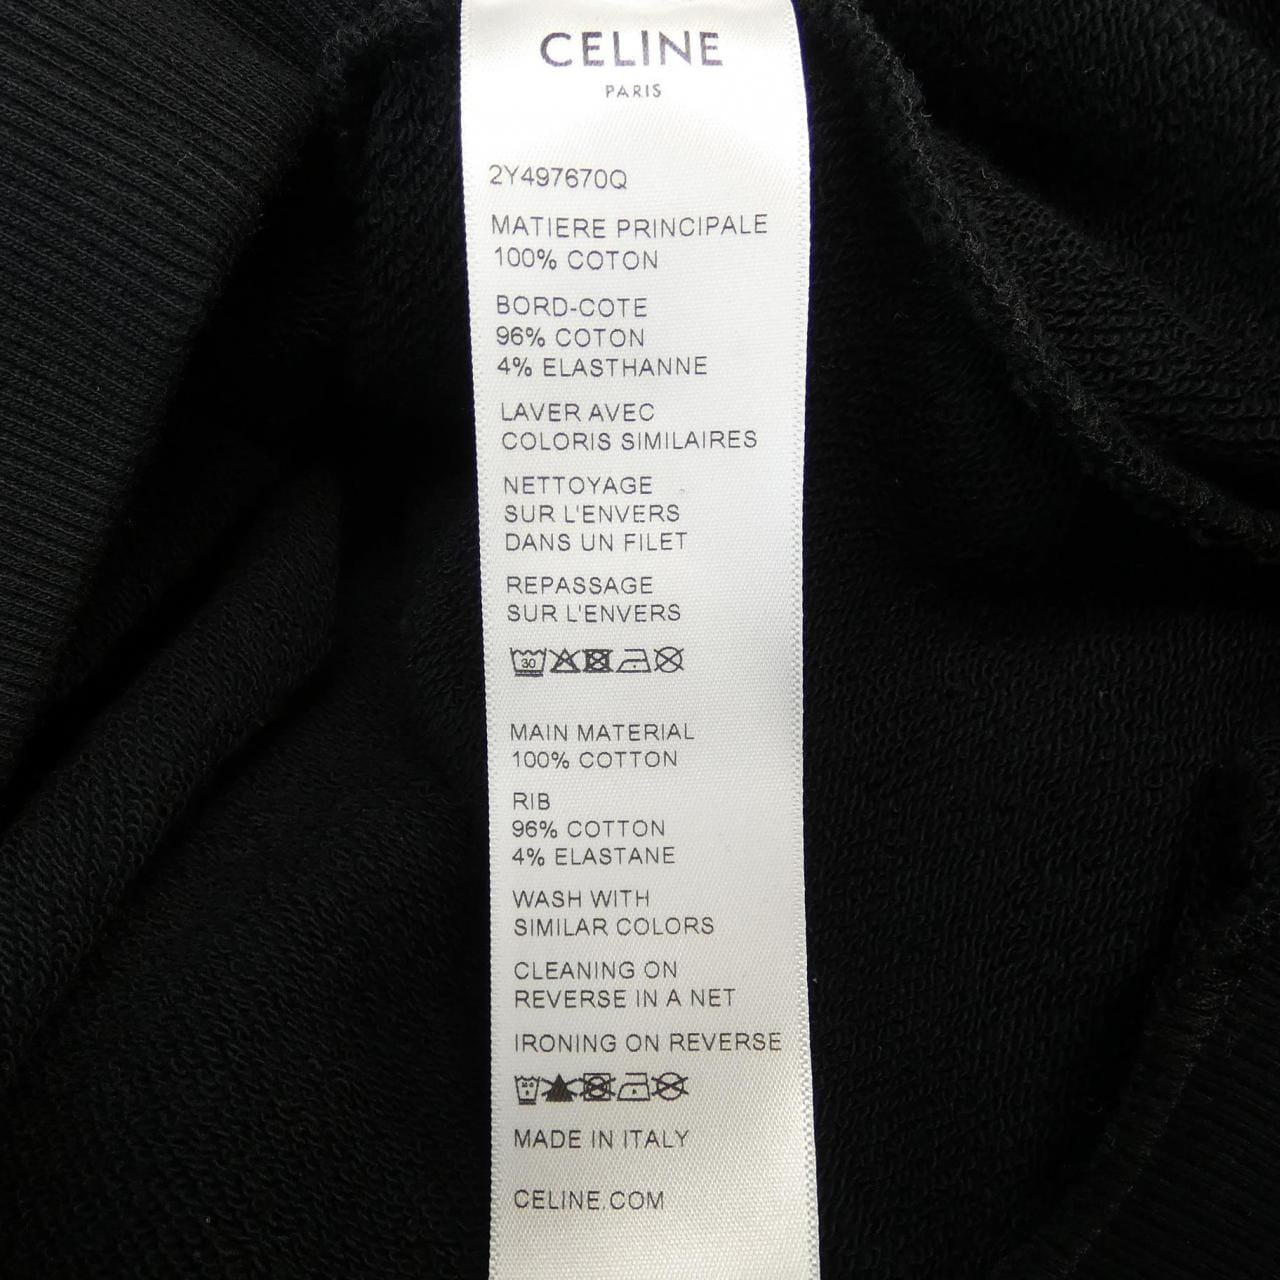 CELINE
PARIS
2Y497670Q
MATIERE PRINCIPALE
100% COTON
BORD-COTE
96% COTON
4% ELASTHANNE
LAVER AVEC
COLORIS SIMILAIRES
NETTOYAGE
SUR L'ENVERS
DANS UN FILET
REPASSAGE
SUR L'ENVERS
30
MAIN MATERIAL
100% COTTON
RIB
96% COTTON
4% ELASTANE
WASH WITH
SIMILAR COLORS
CLEANING ON
REVERSE IN A NET
IRONING ON REVERSE
MADE IN ITALY
CELINE.COM